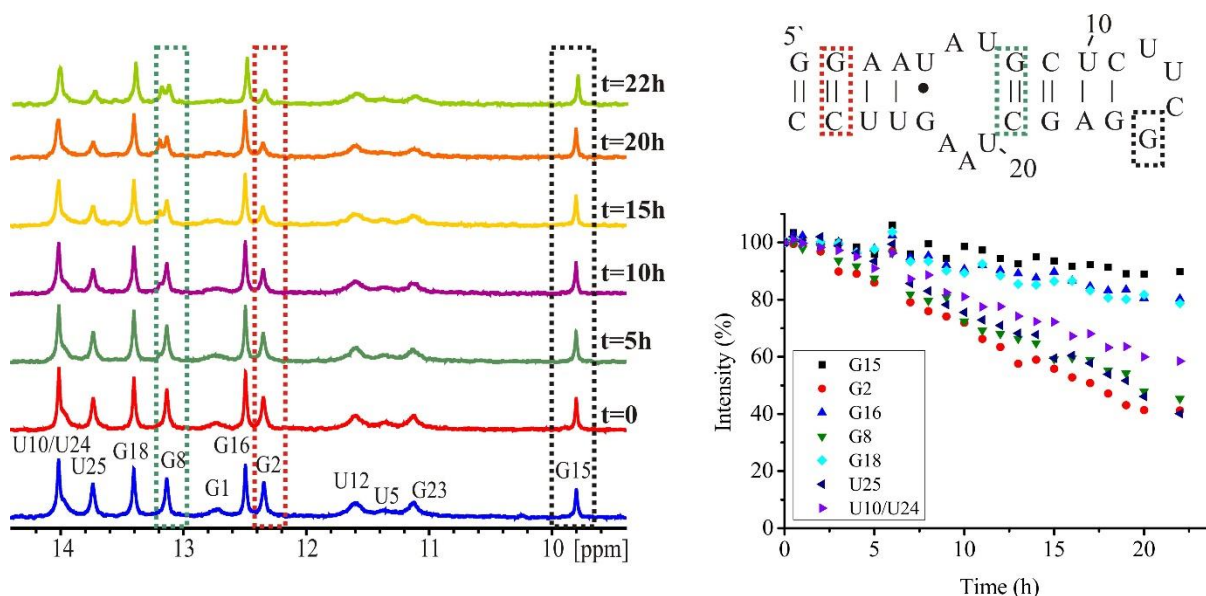 t=22h
t=20h
t=15h
t=10h
t=5h
t=0
U10/U24
U25
G18
G8
G1
G16
G2
U12
U5
G23
G15
14
13
12
11
10
[ppm]
5`
10
G G A A U A U G C U C U U C
G
C C U U G A A U C G A G
20
Intensity (%)
100
80
60
40
20
0
G15
G2
G16
G8
G18
U25
U10/U24
0 5 10 15 20
Time (h)